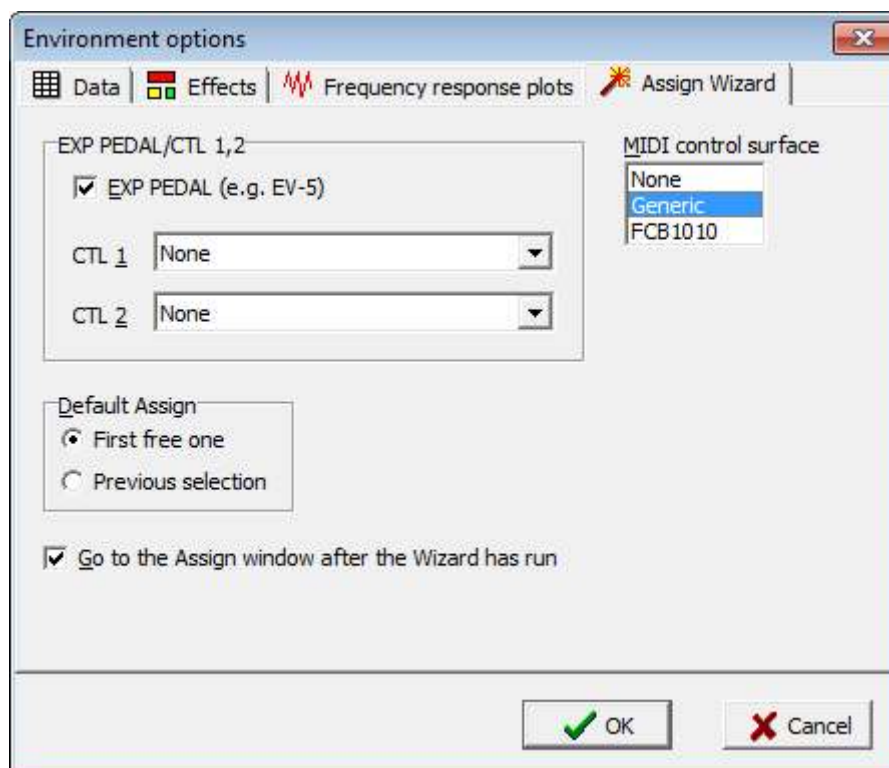 Environment options
Data
Effects
Frequency response plots
Assign Wizard
EXP PEDAL/CTL 1,2
EXP PEDAL (e.g. EV-5)
CTL 1
None
CTL 2
None
MIDI control surface
None
Generic
FCB1010
Default Assign
First free one
Previous selection
Go to the Assign window after the Wizard has run
OK
Cancel